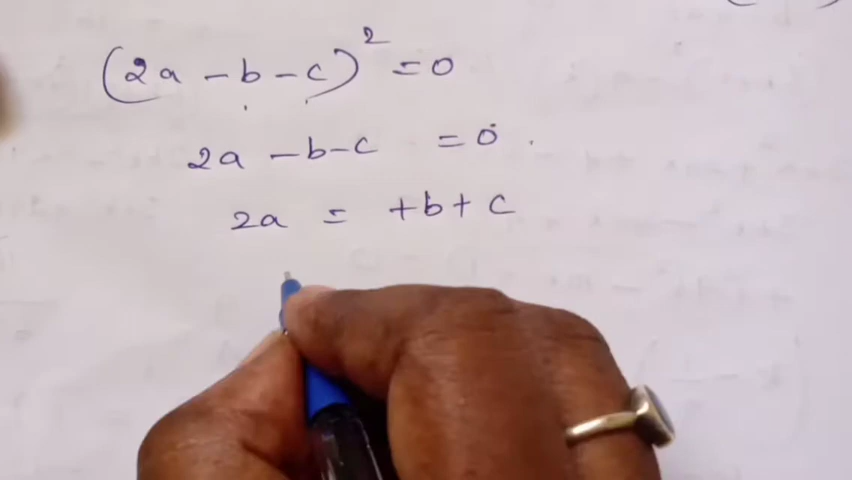 (2a - b - c)² = 0
2a - b - c = 0
2a = + b + c